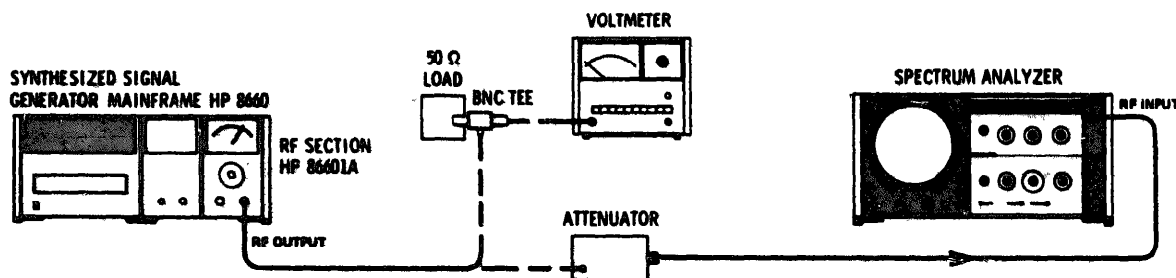 VOLTMETER
50 Ω
LOAD
BNC TEE
SYNTHESIZED SIGNAL
GENERATOR MAINFRAME HP 8660
RF SECTION
HP 86601A
SPECTRUM ANALYZER
RF INPUT
ATTENUATOR
RF OUTPUT